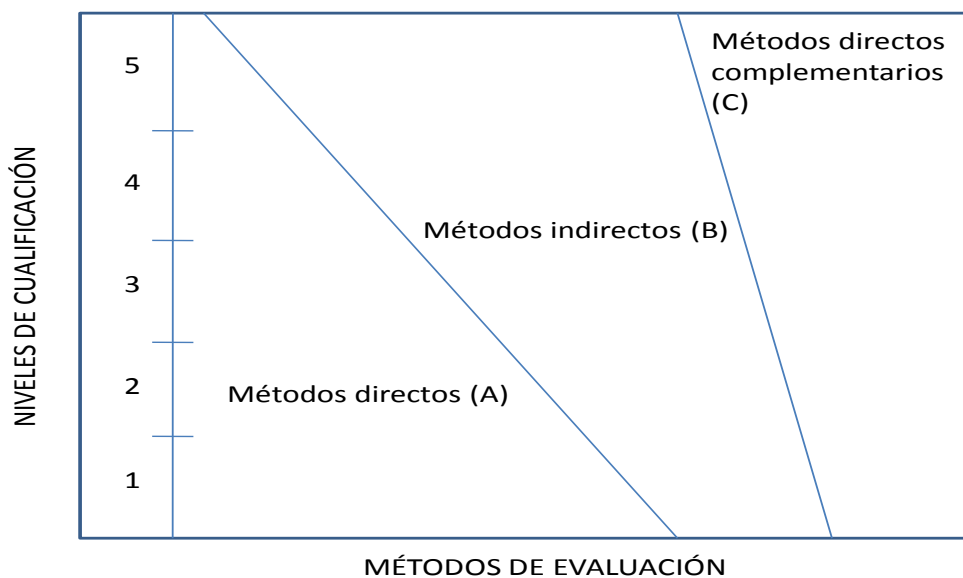 NIVELES DE CUALIFICACIÓN
5
4
3
2
1
Métodos directos
complementarios
(C)
Métodos indirectos (B)
Métodos directos (A)
MÉTODOS DE EVALUACIÓN